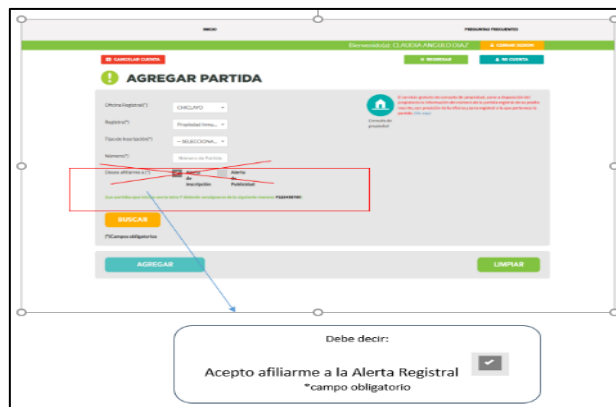 INICIO PREGUNTAS FRECUENTES
Bienvenido(a): CLAUDIA ANGULO DIAZ CERRAR SESION
CANCELAR CUENTA REGRESAR MI CUENTA
AGREGAR PARTIDA
Oficina Registral(*) CHICLAYO
Registro(*) Propiedad Inmu...
Tipo de Inscripción(*) -- SELECCIONA...
Número(*) Número de Partida
Consulta de propiedad
Deseo afiliarme a:(*) Alerta de Inscripción Alerta de Publicidad
BUSCAR
(*)Campos obligatorios
AGREGAR LIMPIAR
Debe decir:
Acepto afiliarme a la Alerta Registral
*campo obligatorio